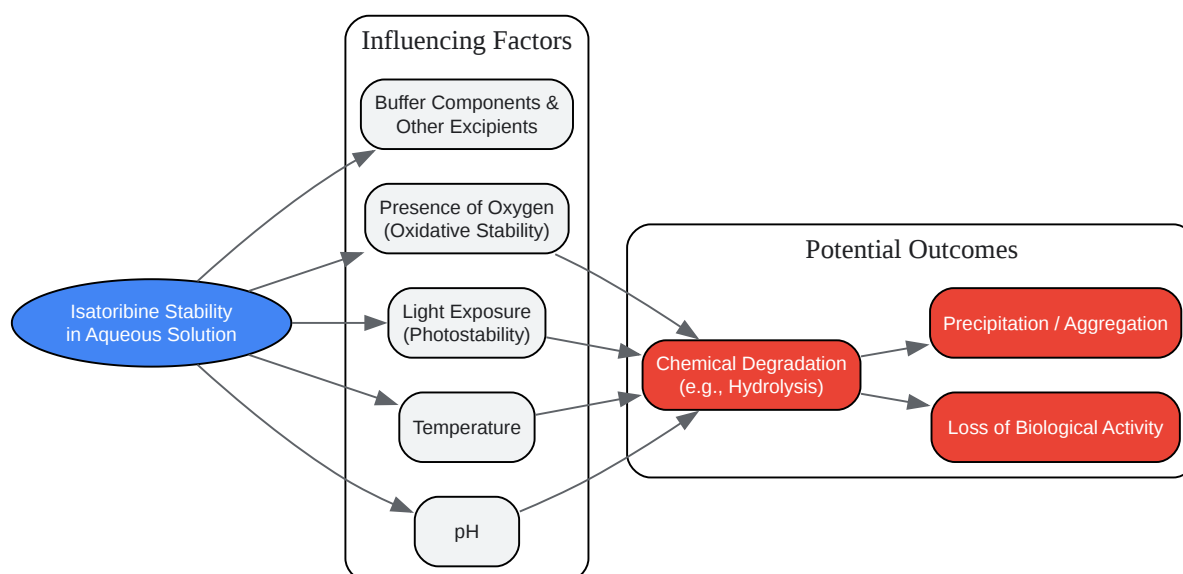 Influencing Factors
Buffer Components &
Other Excipients
Presence of Oxygen
(Oxidative Stability)
Light Exposure
(Photostability)
Temperature
pH
Isatoribine Stability
in Aqueous Solution
Potential Outcomes
Chemical Degradation
(e.g., Hydrolysis)
Precipitation / Aggregation
Loss of Biological Activity